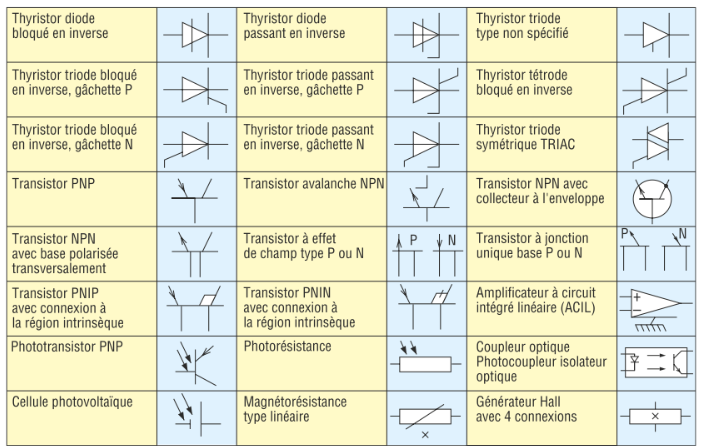 Thyristor diode
bloqué en inverse
Thyristor diode
passant en inverse
Thyristor triode
type non spécifié
Thyristor triode bloqué
en inverse, gâchette P
Thyristor triode passant
en inverse, gâchette P
Thyristor tétrode
bloqué en inverse
Thyristor triode bloqué
en inverse, gâchette N
Thyristor triode passant
en inverse, gâchette N
Thyristor triode
symétrique TRIAC
Transistor PNP
Transistor avalanche NPN
Transistor NPN avec
collecteur à l'enveloppe
Transistor NPN
avec base polarisée
transversalement
Transistor à effet
de champ type P ou N
P N
Transistor à jonction
unique base P ou N
P N
Transistor PNIP
avec connexion à
la région intrinsèque
Transistor PNIN
avec connexion à
la région intrinsèque
Amplificateur à circuit
intégré linéaire (ACIL)
+
−
Phototransistor PNP
Photorésistance
Coupleur optique
Photocoupleur isolateur
optique
Cellule photovoltaïque
Magnétorésistance
type linéaire
×
Générateur Hall
avec 4 connexions
×